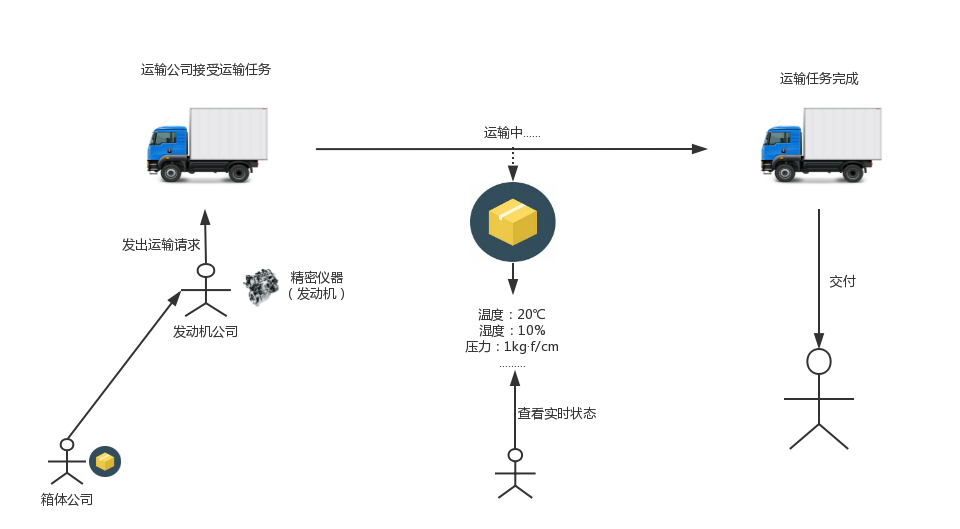 运输公司接受运输任务
运输任务完成
运输中......
发出运输请求
精密仪器
（发动机）
交付
温度：20℃
湿度：10%
压力：1kg·f/cm
.........
发动机公司
查看实时状态
箱体公司